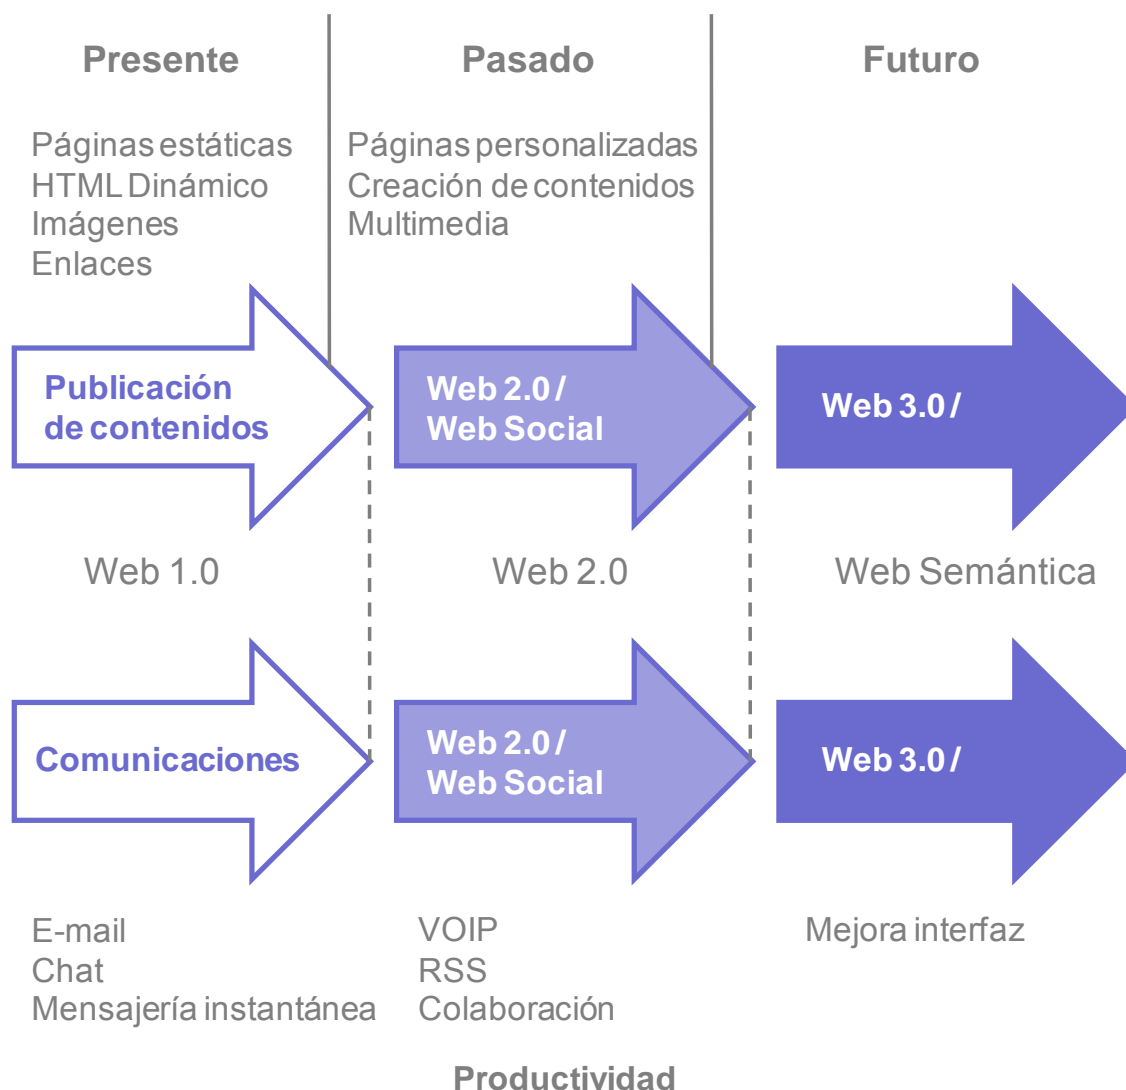 Presente
Pasado
Futuro
Páginas estáticas
HTML Dinámico
Imágenes
Enlaces
Páginas personalizadas
Creación de contenidos
Multimedia
Publicación
de contenidos
Web 2.0 /
Web Social
Web 3.0 /
Web 1.0
Web 2.0
Web Semántica
Comunicaciones
Web 2.0 /
Web Social
Web 3.0 /
E-mail
Chat
Mensajería instantánea
VOIP
RSS
Colaboración
Mejora interfaz
Productividad